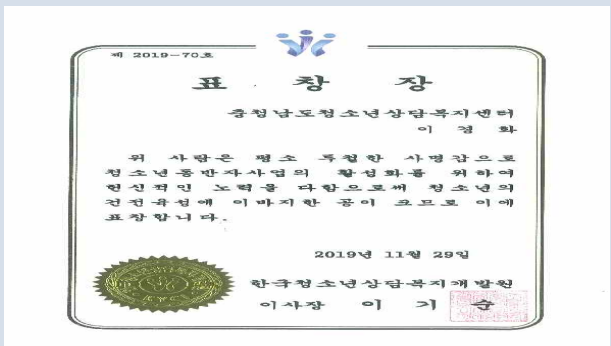 제 2019-70호
표 창 장
충청남도청소년상담복지센터
이 경 화
위 사람은 평소 투철한 사명감으로
청소년동반자사업의 활성화를 위하여
헌신적인 노력을 다함으로써 청소년의
건전육성에 이바지한 공이 크므로 이에
표창합니다.
2019년 11월 29일
한국청소년상담복지개발원
이사장 이 기 순